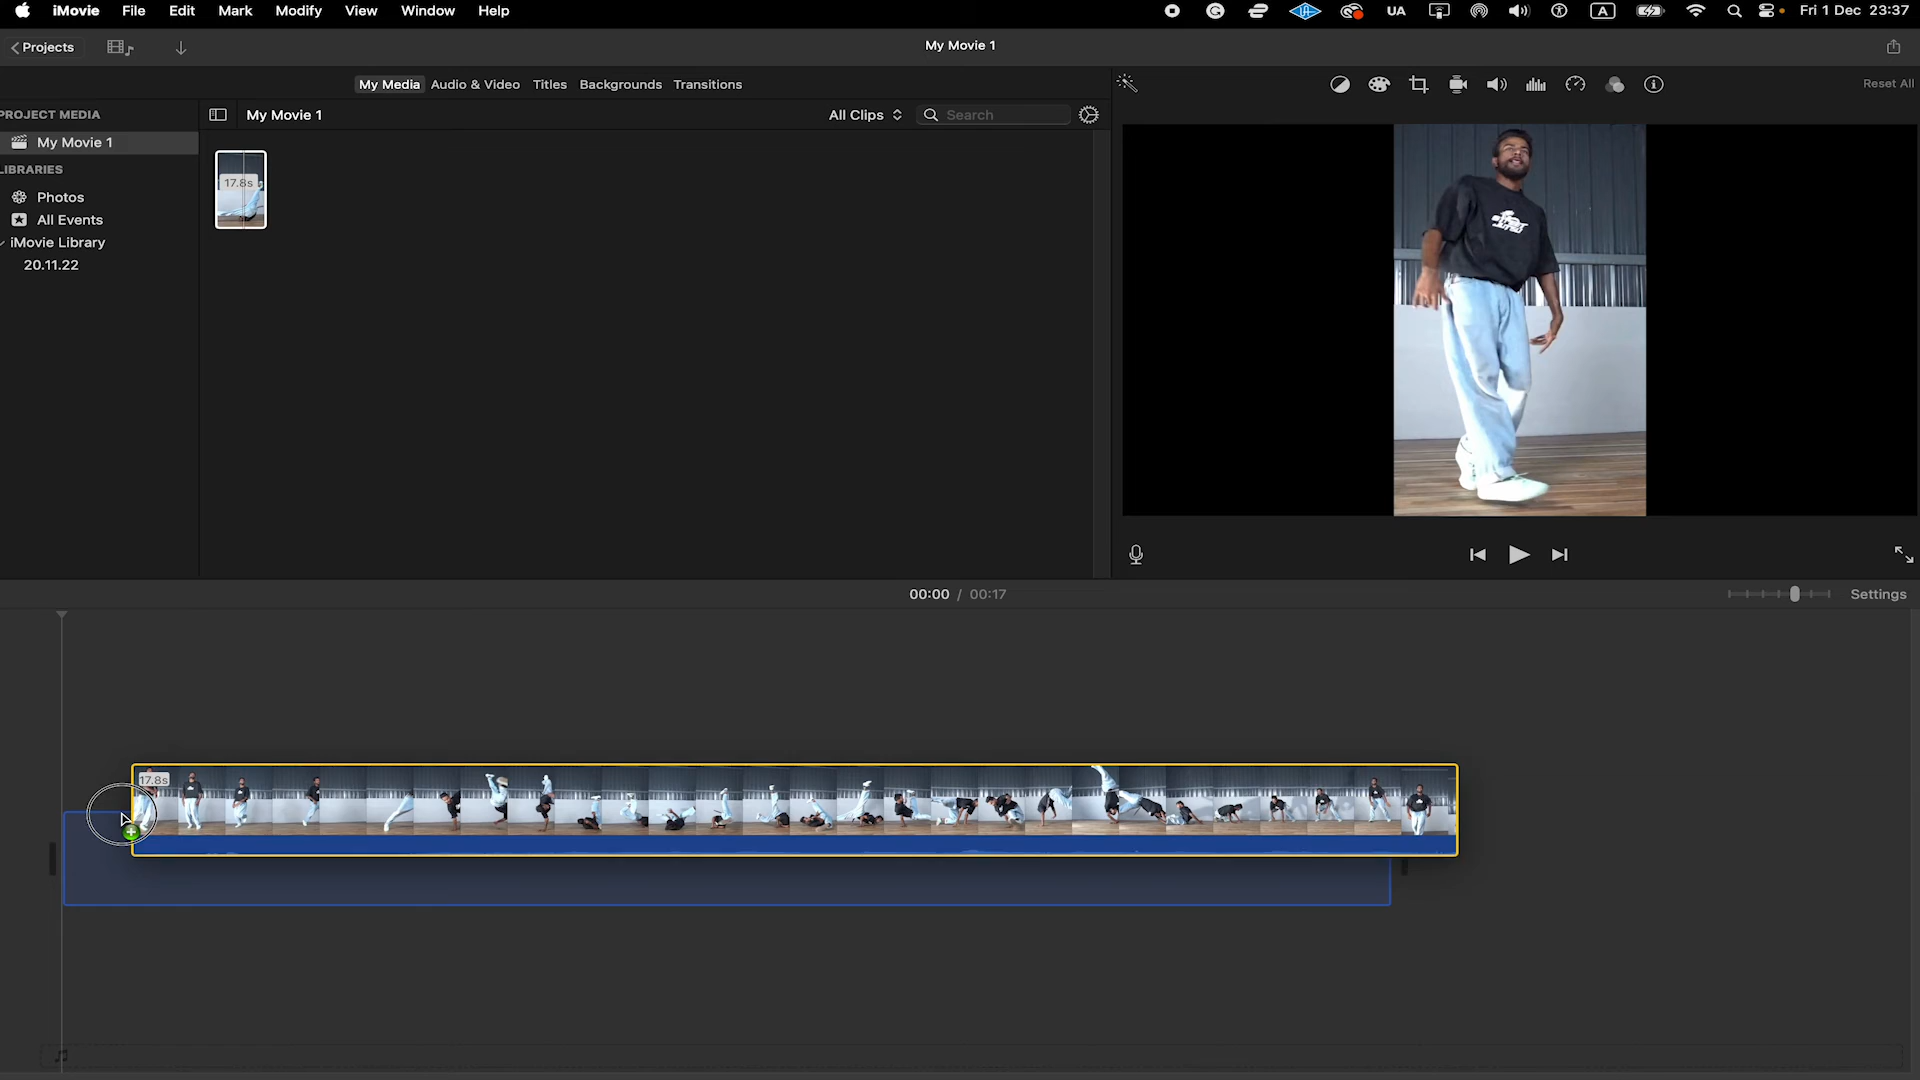 iMovie File Edit Mark Modify View Window Help UA A Fri 1 Dec 23:37
Projects My Movie 1
My Media Audio & Video Titles Backgrounds Transitions Reset All
PROJECT MEDIA My Movie 1 All Clips Search
My Movie 1
LIBRARIES
Photos
All Events
iMovie Library
20.11.22
17.8s
00:00 / 00:17 Settings
17.8s